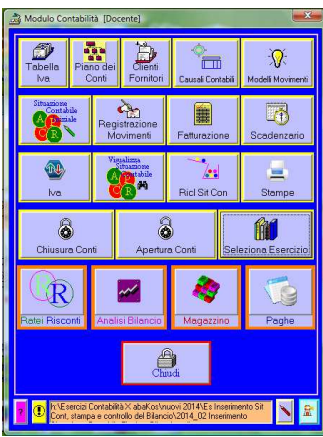 Modulo Contabilità [Docente]
Tabella Iva
Piano dei Conti
Clienti Fornitori
Causali Contabili
Modelli Movimenti
Situazione Contabile Iniziale
A P C R
Registrazione Movimenti
Fatturazione
Scadenzario
Iva
Visualizza Situazione Contabile
A P C R
Ricl Sit Con
Stampe
Chiusura Conti
Apertura Conti
Seleziona Esercizio
R R
Ratei Risconti
Analisi Bilancio
Magazzino
Paghe
Chiudi
h:\Esercizi Contabilità X abaKos\nuovi 2014\Es Inserimento Sit
Cont, stampa e controllo del Bilancio\2014_02 Inserimento